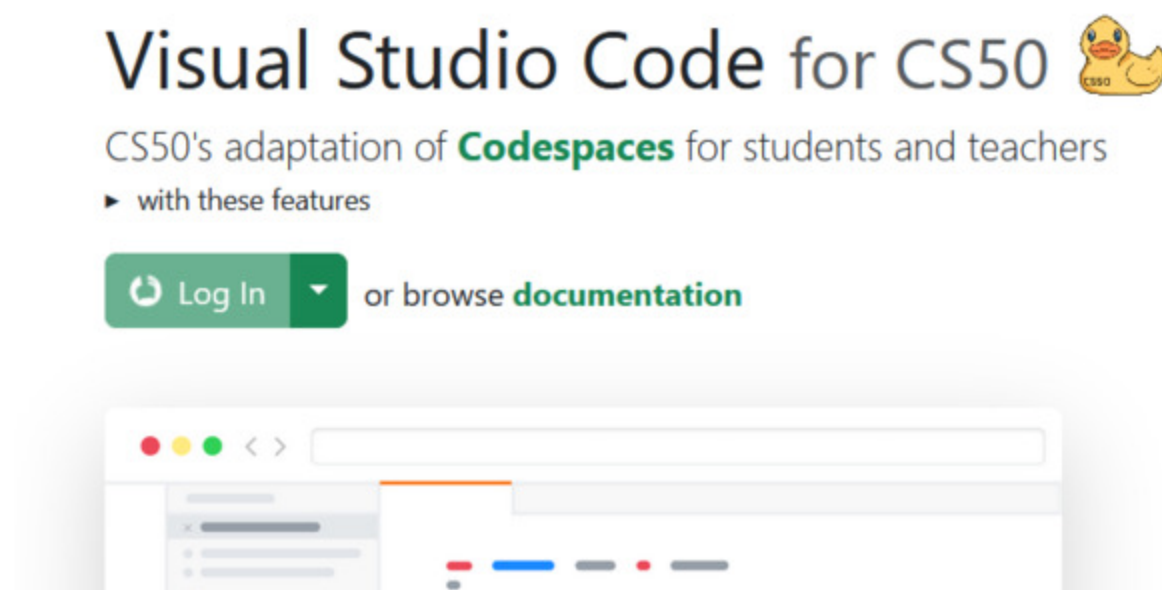 Visual Studio Code for CS50
CS50
CS50's adaptation of Codespaces for students and teachers
with these features
Log In
or browse documentation